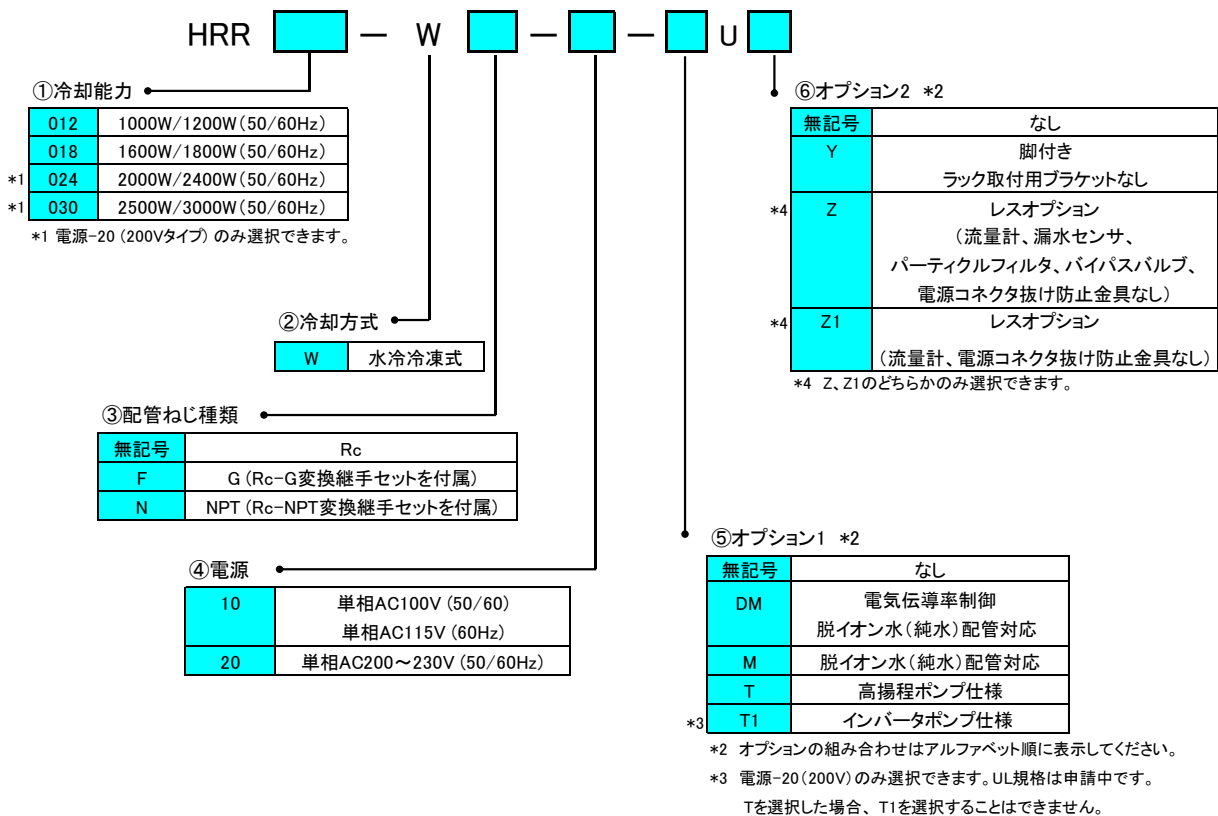 HRR － W － － U
①冷却能力
012 1000W/1200W(50/60Hz)
018 1600W/1800W(50/60Hz)
*1 024 2000W/2400W(50/60Hz)
*1 030 2500W/3000W(50/60Hz)
*1 電源-20 (200Vタイプ) のみ選択できます。
②冷却方式
W 水冷冷凍式
③配管ねじ種類
無記号 Rc
F G (Rc-G変換継手セットを付属)
N NPT (Rc-NPT変換継手セットを付属)
④電源
10 単相AC100V (50/60)
単相AC115V (60Hz)
20 単相AC200～230V (50/60Hz)
⑥オプション2 *2
無記号 なし
Y 脚付き
ラック取付用ブラケットなし
*4 Z レスオプション
(流量計、漏水センサ、
パーティクルフィルタ、バイパスバルブ、
電源コネクタ抜け防止金具なし)
*4 Z1 レスオプション
(流量計、電源コネクタ抜け防止金具なし)
*4 Z、Z1のどちらかのみ選択できます。
⑤オプション1 *2
無記号 なし
DM 電気伝導率制御
脱イオン水(純水)配管対応
M 脱イオン水(純水)配管対応
T 高揚程ポンプ仕様
*3 T1 インバータポンプ仕様
*2 オプションの組み合わせはアルファベット順に表示してください。
*3 電源-20(200V)のみ選択できます。UL規格は申請中です。
Tを選択した場合、T1を選択することはできません。